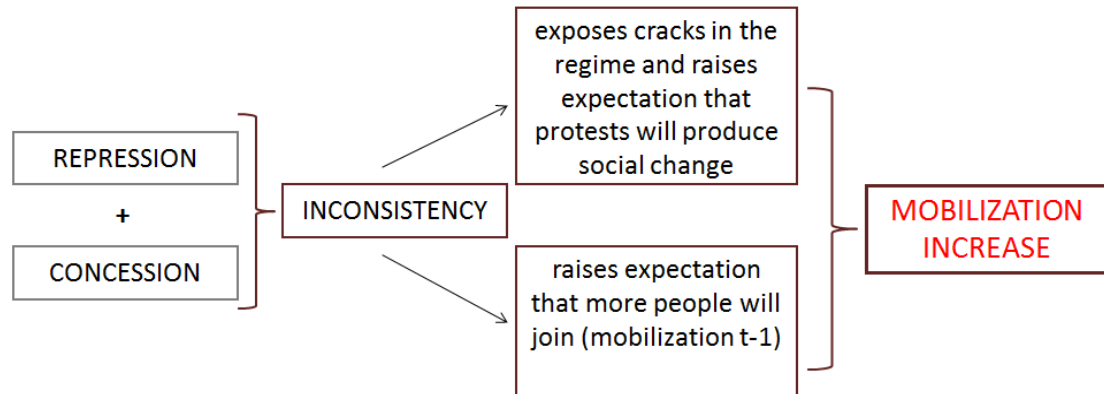 REPRESSION
+
CONCESSION
INCONSISTENCY
exposes cracks in the
regime and raises
expectation that
protests will produce
social change
raises expectation
that more people will
join (mobilization t-1)
MOBILIZATION
INCREASE